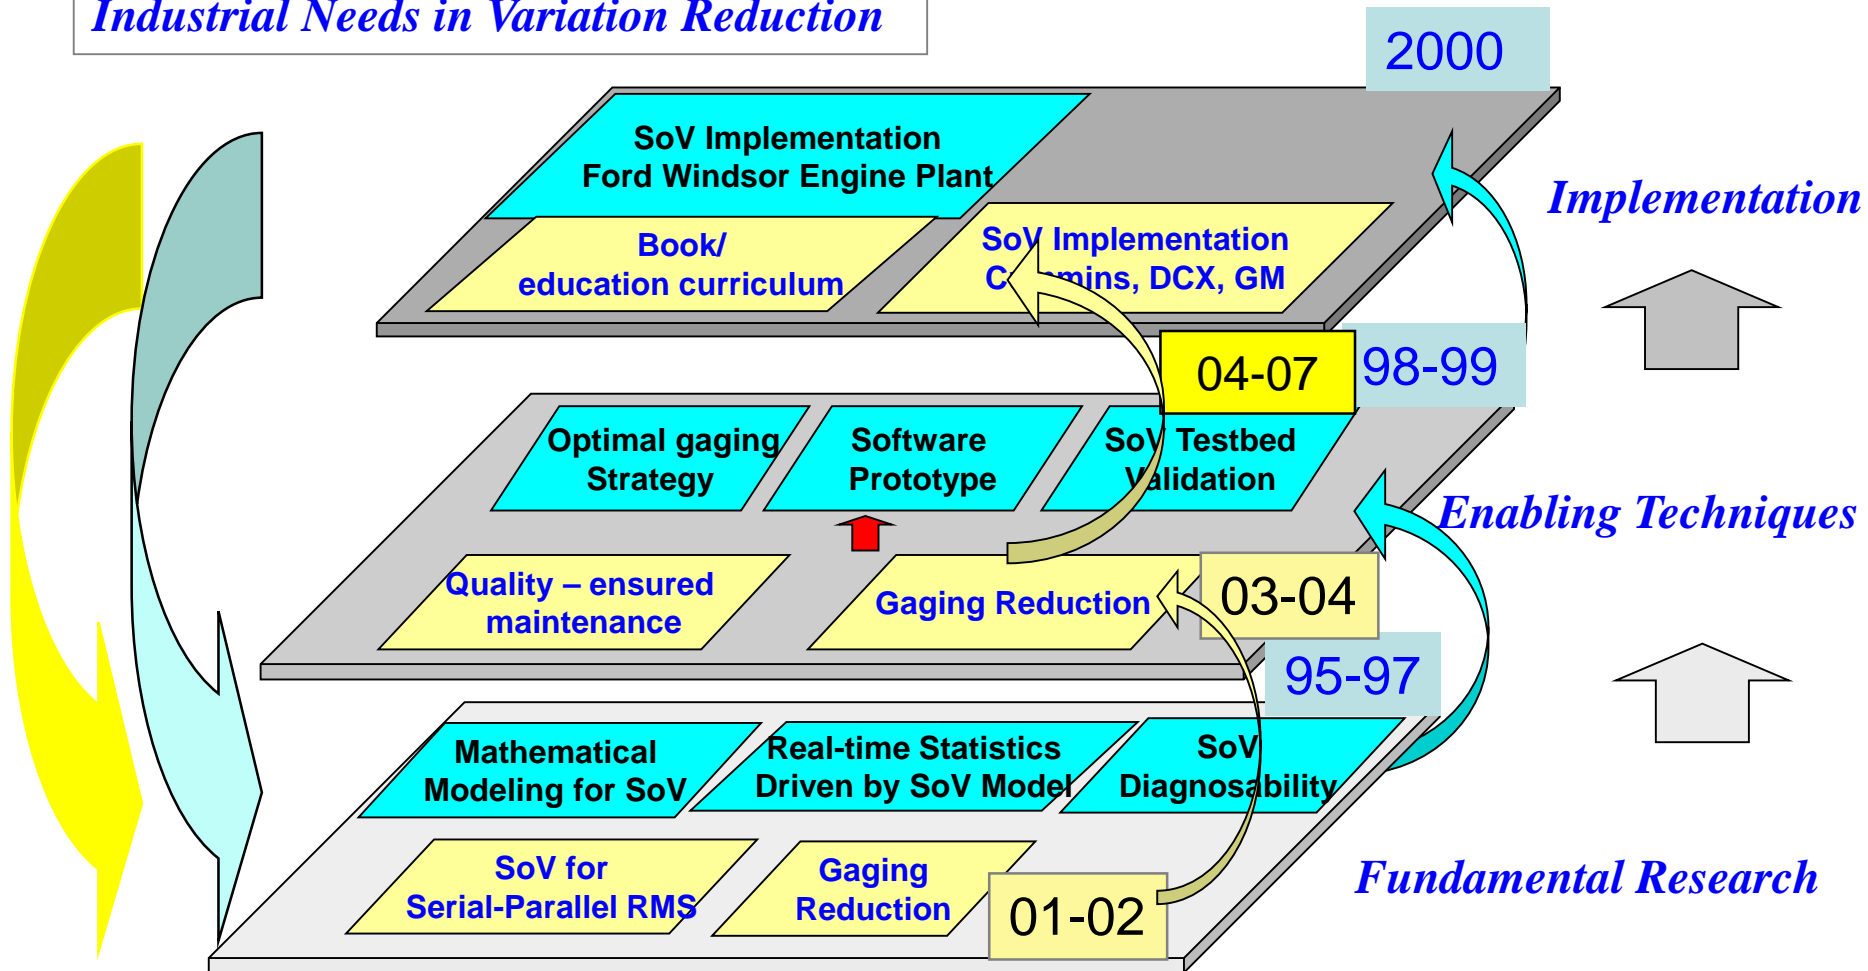 Industrial Needs in Variation Reduction
2000
SoV Implementation
Ford Windsor Engine Plant
Implementation
Book/
education curriculum
SoV Implementation
Cummins, DCX, GM
04-07
98-99
Optimal gaging
Strategy
Software
Prototype
SoV Testbed
Validation
Enabling Techniques
Quality – ensured
maintenance
Gaging Reduction
03-04
95-97
Mathematical
Modeling for SoV
Real-time Statistics
Driven by SoV Model
SoV
Diagnosability
Fundamental Research
SoV for
Serial-Parallel RMS
Gaging
Reduction
01-02